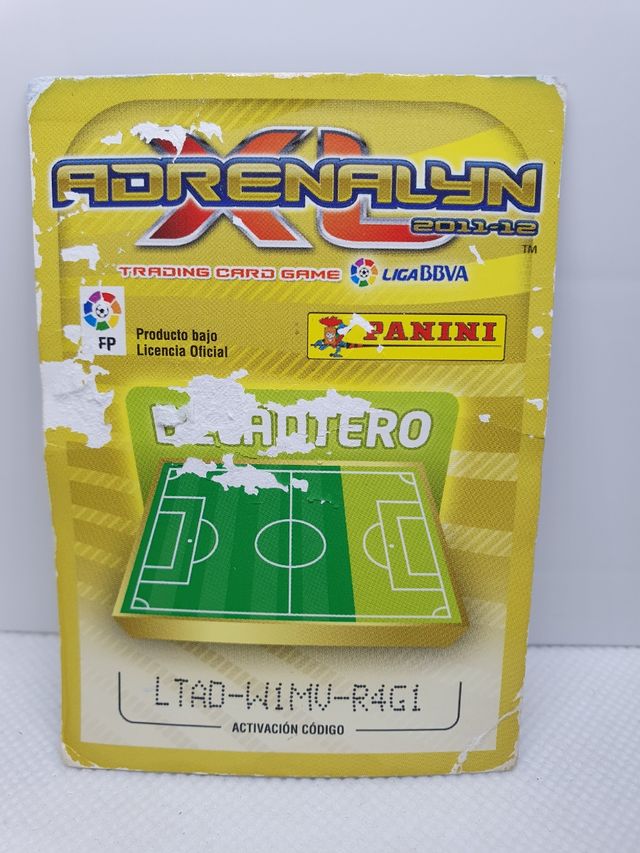 ADRENALYN
XL
2011-12
TM
TRADING CARD GAME LIGA BBVA
FP
Producto bajo
Licencia Oficial
PANINI
DELANTERO
LTAD-W1MV-R4G1
ACTIVACIÓN CÓDIGO